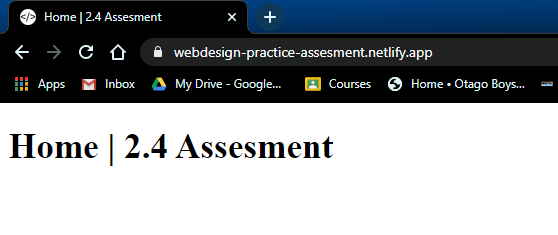 </> Home | 2.4 Assesment
webdesign-practice-assesment.netlify.app
Apps Inbox My Drive - Google... Courses Home • Otago Boys...
Home | 2.4 Assesment